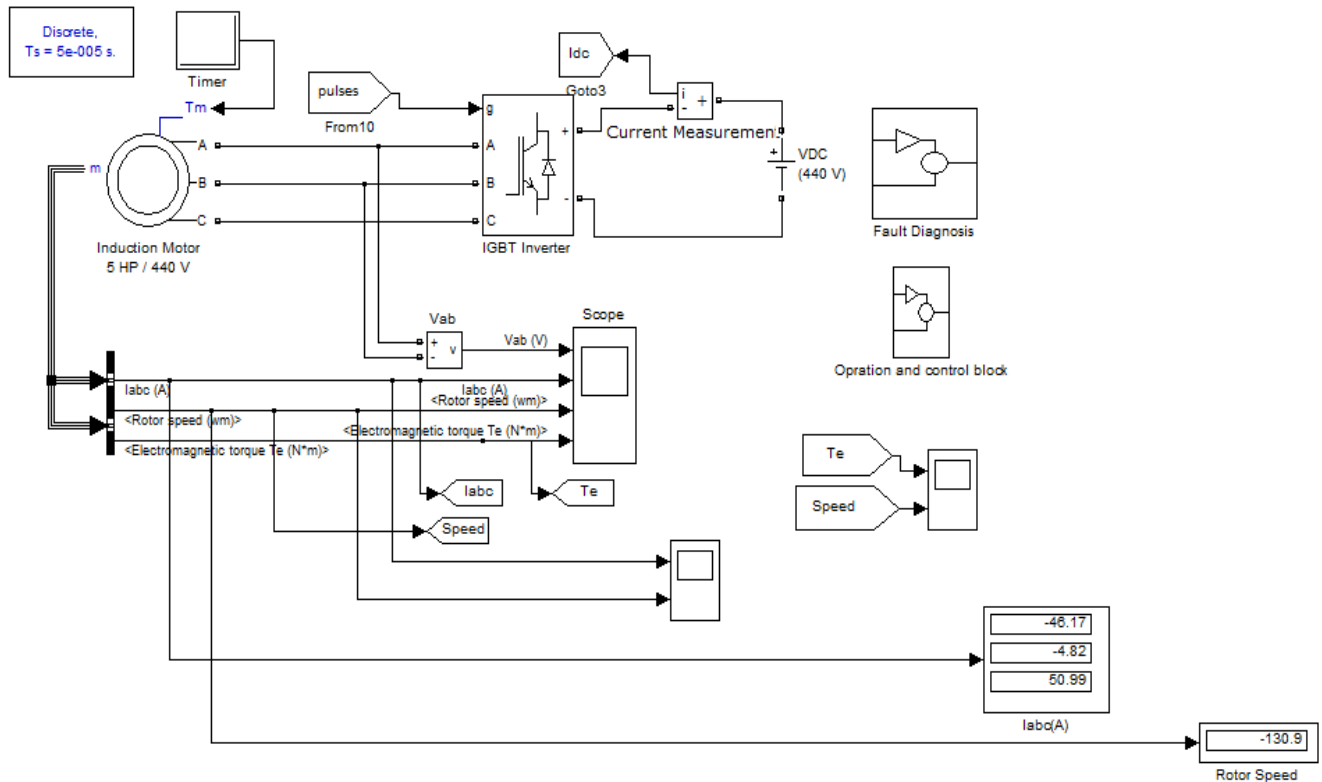 Discrete,
Ts = 5e-005 s.
Timer
Tm
pulses
From10
Idc
Goto3
i
-
+
Current Measurement
g
A
B
C
+
-
IGBT Inverter
+
VDC
(440 V)
Fault Diagnosis
m
A
B
C
Induction Motor
5 HP / 440 V
Opration and control block
Vab
+
-
v
Vab (V)
Scope
Iabc (A)
Iabc (A)
<Rotor speed (wm)>
<Rotor speed (wm)>
<Electromagnetic torque Te (N*m)>
<Electromagnetic torque Te (N*m)>
Iabc
Te
Speed
Te
Speed
-46.17
-4.82
50.99
Iabc(A)
-130.9
Rotor Speed